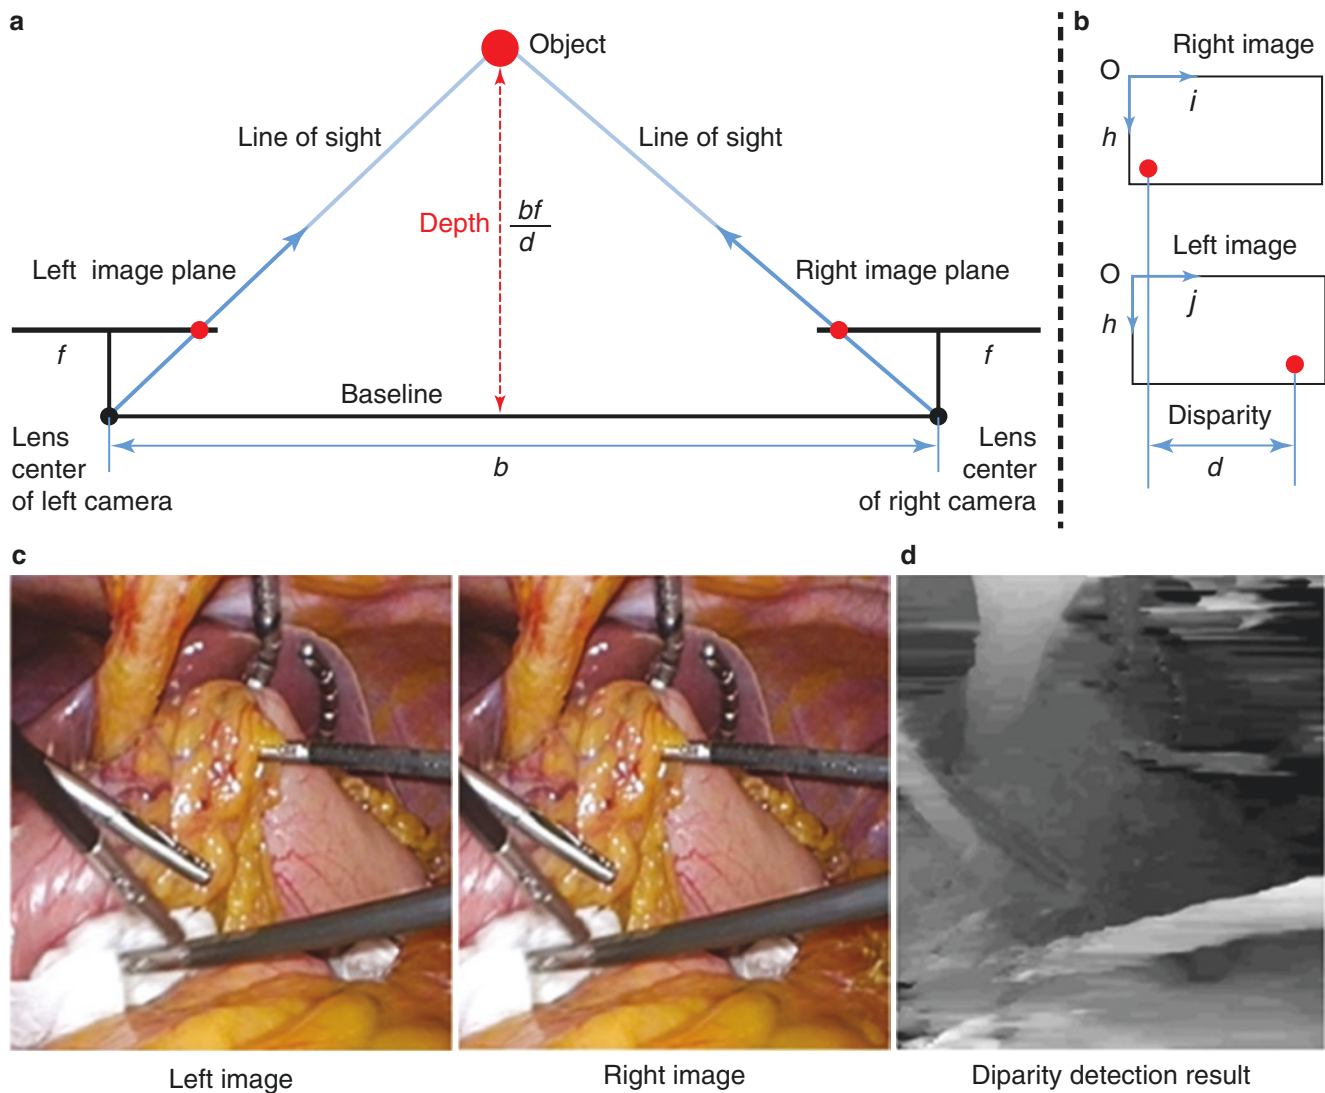 a
Object
Line of sight
Line of sight
Depth
bf
d
Left image plane
Right image plane
f
f
Baseline
Lens
center
of left camera
b
Lens
center
of right camera
b
Right image
O
i
h
Left image
O
j
h
Disparity
d
c
Left image
Right image
d
Diparity detection result